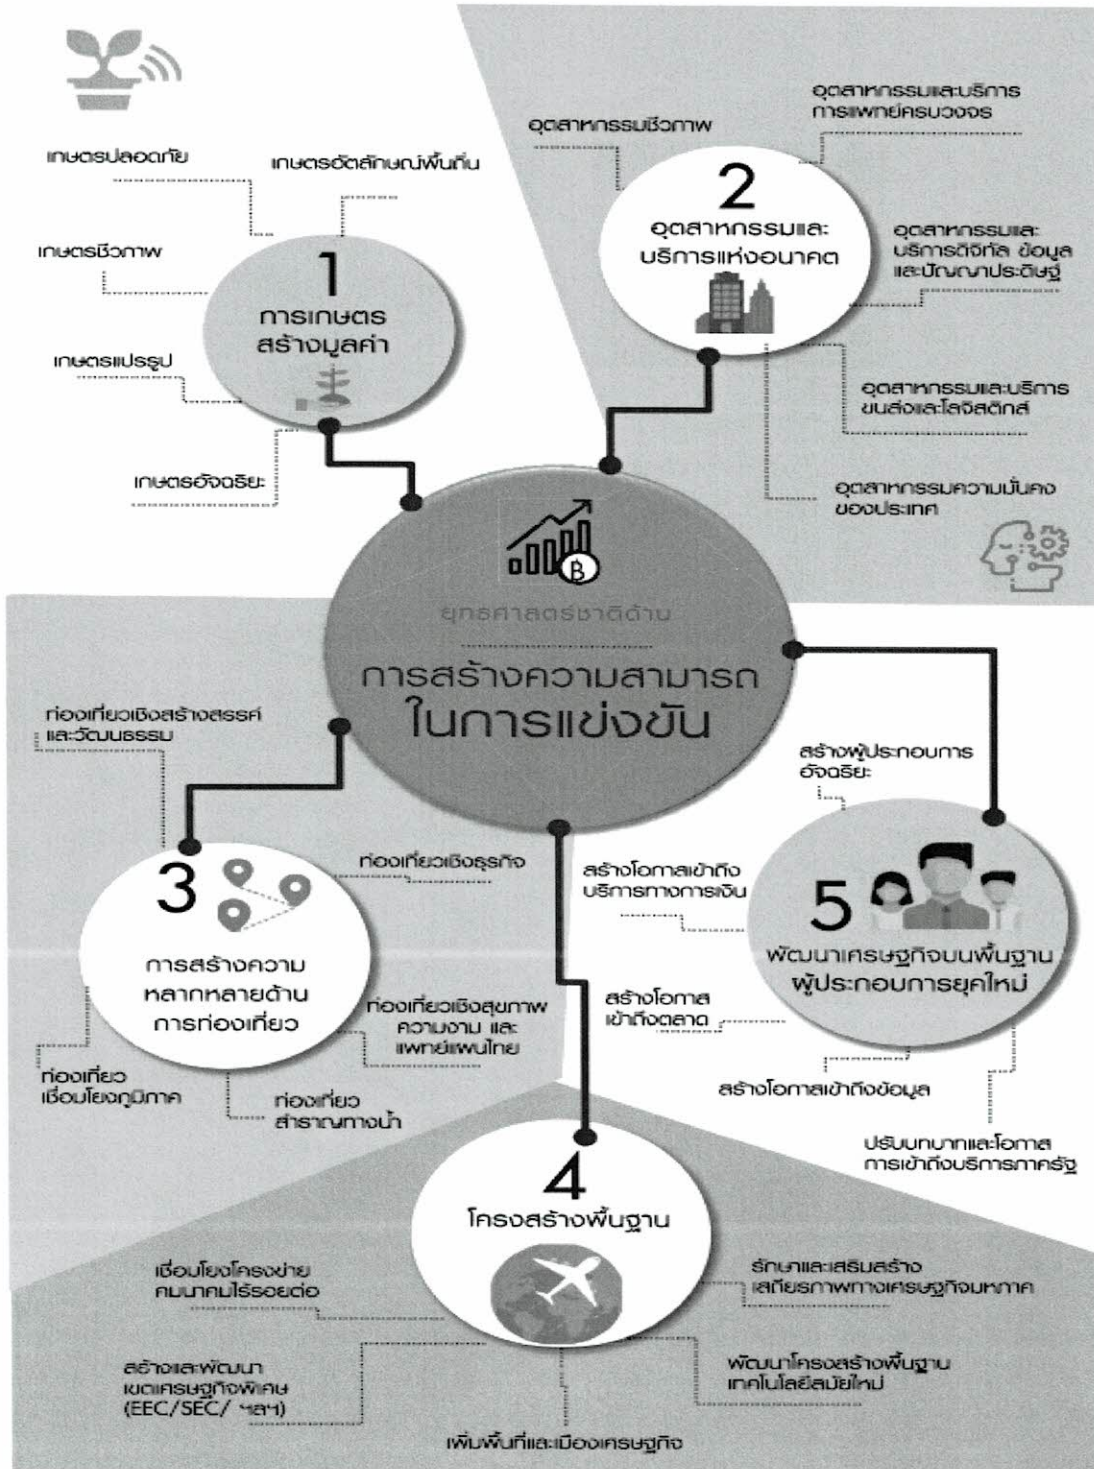 เกษตรปลอดภัย
เกษตรอัตลักษณ์พื้นถิ่น
เกษตรชีวภาพ
1
การเกษตร
สร้างมูลค่า
เกษตรแปรรูป
เกษตรอัจฉริยะ
อุตสาหกรรมชีวภาพ
อุตสาหกรรมและบริการ
การแพทย์ครบวงจร
2
อุตสาหกรรมและ
บริการแห่งอนาคต
อุตสาหกรรมและ
บริการดิจิทัล ข้อมูล
และปัญญาประดิษฐ์
อุตสาหกรรมและบริการ
ขนส่งและโลจิสติกส์
อุตสาหกรรมความมั่นคง
ของประเทศ
฿
ยุทธศาสตร์ชาติด้าน
การสร้างความสามารถ
ในการแข่งขัน
ท่องเที่ยวเชิงสร้างสรรค์
และวัฒนธรรม
ท่องเที่ยวเชิงธุรกิจ
3
การสร้างความ
หลากหลายด้าน
การท่องเที่ยว
ท่องเที่ยวเชิงสุขภาพ
ความงาม และ
แพทย์แผนไทย
ท่องเที่ยว
เชื่อมโยงภูมิภาค
ท่องเที่ยว
สำราญทางน้ำ
สร้างผู้ประกอบการ
อัจฉริยะ
สร้างโอกาสเข้าถึง
บริการทางการเงิน
5
พัฒนาเศรษฐกิจบนพื้นฐาน
ผู้ประกอบการยุคใหม่
สร้างโอกาส
เข้าถึงตลาด
สร้างโอกาสเข้าถึงข้อมูล
ปรับบทบาทและโอกาส
การเข้าถึงบริการภาครัฐ
4
โครงสร้างพื้นฐาน
เชื่อมโยงโครงข่าย
คมนาคมไร้รอยต่อ
รักษาและเสริมสร้าง
เสถียรภาพทางเศรษฐกิจมหภาค
สร้างและพัฒนา
เขตเศรษฐกิจพิเศษ
(EEC/SEC/ ฯลฯ)
พัฒนาโครงสร้างพื้นฐาน
เทคโนโลยีสมัยใหม่
เพิ่มพื้นที่และเมืองเศรษฐกิจ